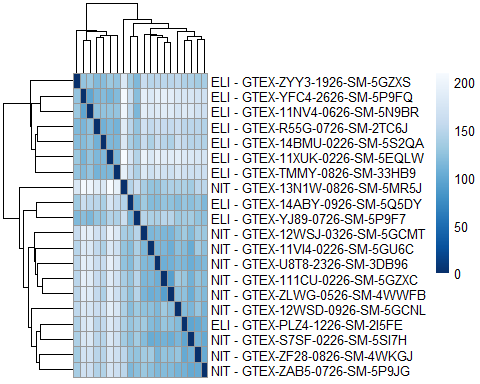 ELI - GTEX-ZYY3-1926-SM-5GZXS
ELI - GTEX-YFC4-2626-SM-5P9FQ
ELI - GTEX-11NV4-0626-SM-5N9BR
ELI - GTEX-R55G-0726-SM-2TC6J
ELI - GTEX-14BMU-0226-SM-5S2QA
ELI - GTEX-11XUK-0226-SM-5EQLW
ELI - GTEX-TMMY-0826-SM-33HB9
NIT - GTEX-13N1W-0826-SM-5MR5J
ELI - GTEX-14ABY-0926-SM-5Q5DY
ELI - GTEX-YJ89-0726-SM-5P9F7
NIT - GTEX-12WSJ-0326-SM-5GCMT
NIT - GTEX-11VI4-0226-SM-5GU6C
NIT - GTEX-U8T8-2326-SM-3DB96
NIT - GTEX-111CU-0226-SM-5GZXC
NIT - GTEX-ZLWG-0526-SM-4WWFB
NIT - GTEX-12WSD-0926-SM-5GCNL
ELI - GTEX-PLZ4-1226-SM-2I5FE
NIT - GTEX-S7SF-0226-SM-5SI7H
NIT - GTEX-ZF28-0826-SM-4WKGJ
NIT - GTEX-ZAB5-0726-SM-5P9JG
200
150
100
50
0